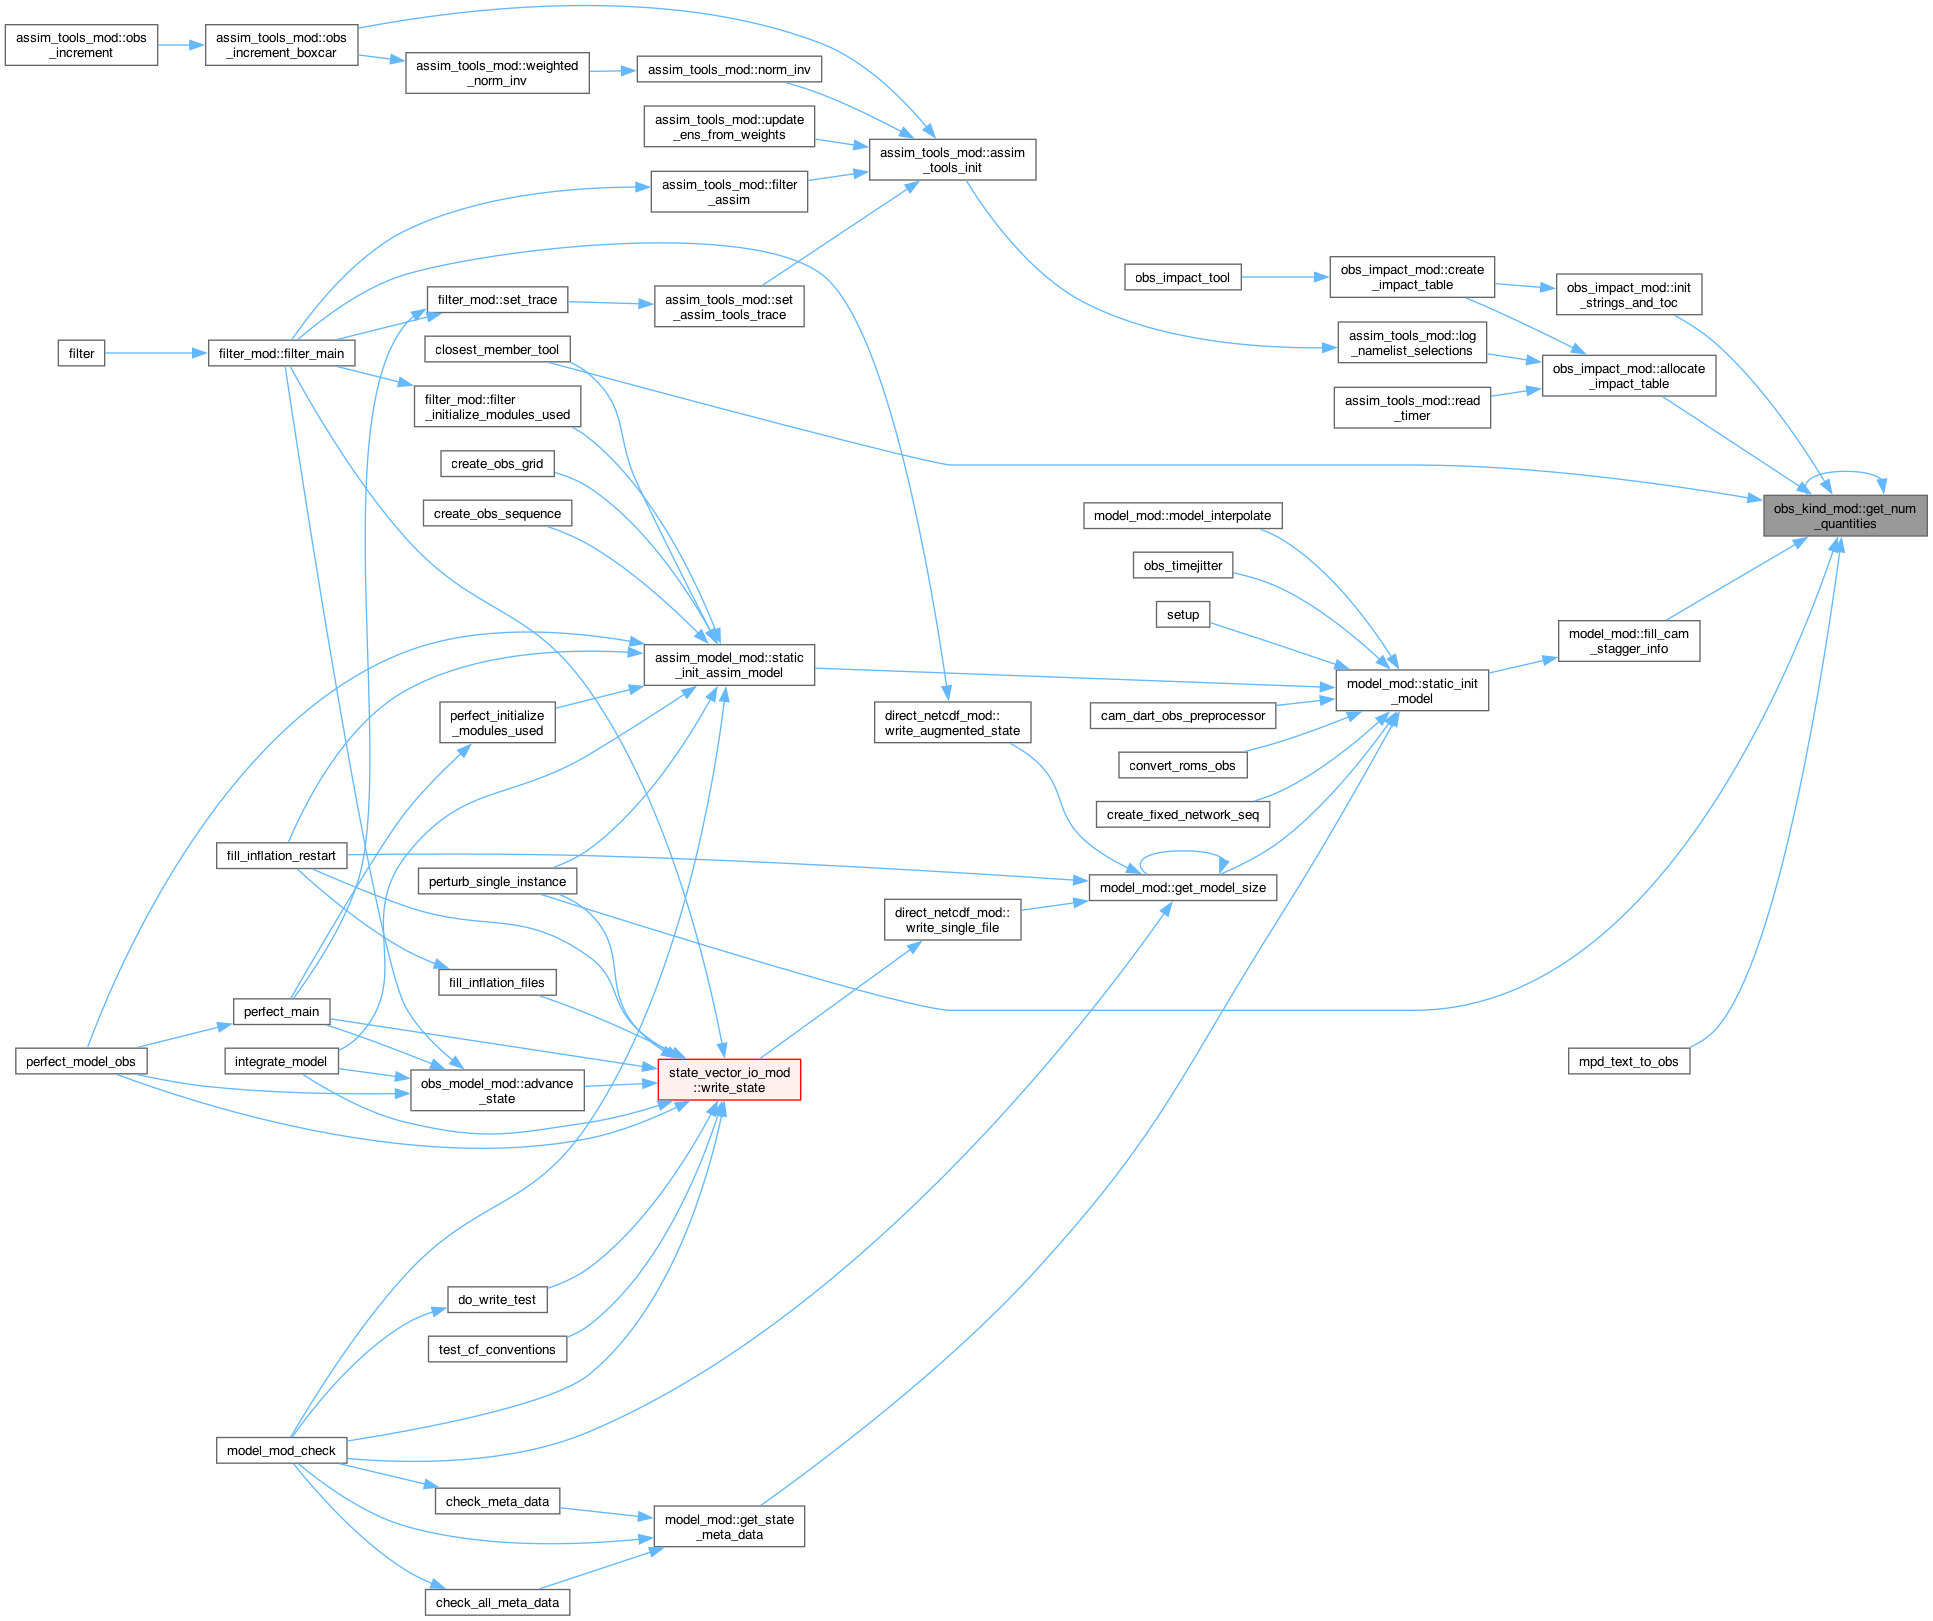 assim_tools_mod::obs
_increment
assim_tools_mod::obs
_increment_boxcar
assim_tools_mod::weighted
_norm_inv
assim_tools_mod::norm_inv
assim_tools_mod::update
_ens_from_weights
assim_tools_mod::assim
_tools_init
assim_tools_mod::filter
_assim
obs_impact_tool
obs_impact_mod::create
_impact_table
obs_impact_mod::init
_strings_and_toc
filter_mod::set_trace
assim_tools_mod::set
_assim_tools_trace
assim_tools_mod::log
_namelist_selections
filter
filter_mod::filter_main
closest_member_tool
obs_impact_mod::allocate
_impact_table
filter_mod::filter
_initialize_modules_used
assim_tools_mod::read
_timer
create_obs_grid
create_obs_sequence
model_mod::model_interpolate
obs_kind_mod::get_num
_quantities
obs_timejitter
setup
model_mod::fill_cam
_stagger_info
assim_model_mod::static
_init_assim_model
model_mod::static_init
_model
perfect_initialize
_modules_used
direct_netcdf_mod::
write_augmented_state
cam_dart_obs_preprocessor
convert_roms_obs
create_fixed_network_seq
fill_inflation_restart
perturb_single_instance
model_mod::get_model_size
direct_netcdf_mod::
write_single_file
fill_inflation_files
perfect_main
perfect_model_obs
integrate_model
obs_model_mod::advance
_state
state_vector_io_mod
::write_state
mpd_text_to_obs
do_write_test
test_cf_conventions
model_mod_check
check_meta_data
model_mod::get_state
_meta_data
check_all_meta_data